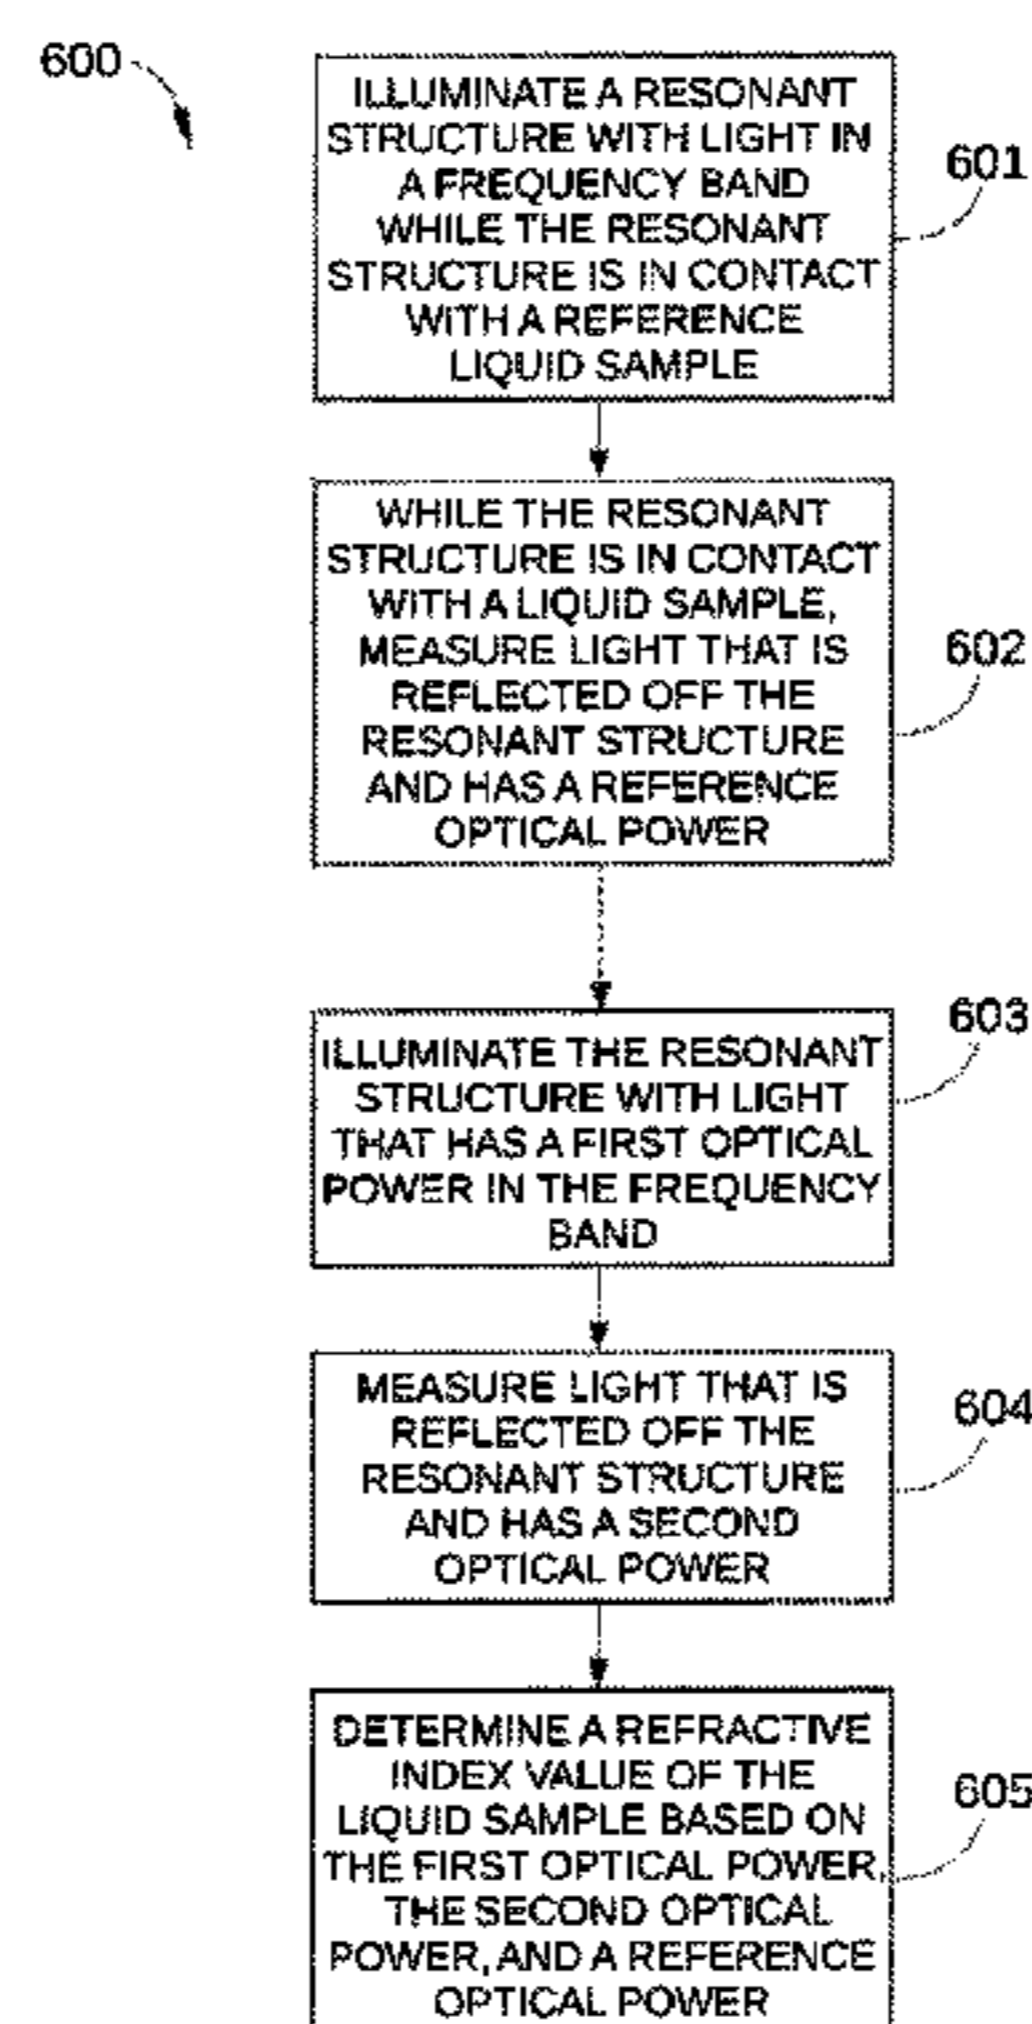 600
ILLUMINATE A RESONANT
STRUCTURE WITH LIGHT IN
A FREQUENCY BAND
WHILE THE RESONANT
STRUCTURE IS IN CONTACT
WITH A REFERENCE
LIQUID SAMPLE
601
WHILE THE RESONANT
STRUCTURE IS IN CONTACT
WITH A LIQUID SAMPLE,
MEASURE LIGHT THAT IS
REFLECTED OFF THE
RESONANT STRUCTURE
AND HAS A REFERENCE
OPTICAL POWER
602
ILLUMINATE THE RESONANT
STRUCTURE WITH LIGHT
THAT HAS A FIRST OPTICAL
POWER IN THE FREQUENCY
BAND
603
MEASURE LIGHT THAT IS
REFLECTED OFF THE
RESONANT STRUCTURE
AND HAS A SECOND
OPTICAL POWER
604
DETERMINE A REFRACTIVE
INDEX VALUE OF THE
LIQUID SAMPLE BASED ON
THE FIRST OPTICAL POWER,
THE SECOND OPTICAL
POWER, AND A REFERENCE
OPTICAL POWER
605